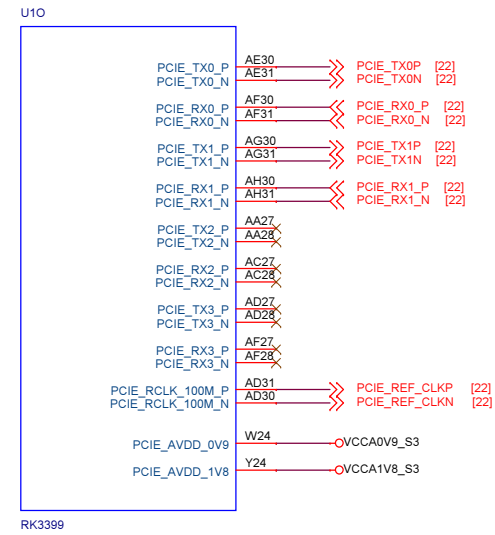 U1O
PCIE_TX0_P AE30 PCIE_TX0P [22]
PCIE_TX0_N AE31 PCIE_TX0N [22]
PCIE_RX0_P AF30 PCIE_RX0_P [22]
PCIE_RX0_N AF31 PCIE_RX0_N [22]
PCIE_TX1_P AG30 PCIE_TX1P [22]
PCIE_TX1_N AG31 PCIE_TX1N [22]
PCIE_RX1_P AH30 PCIE_RX1_P [22]
PCIE_RX1_N AH31 PCIE_RX1_N [22]
PCIE_TX2_P AA27
PCIE_TX2_N AA28
PCIE_RX2_P AC27
PCIE_RX2_N AC28
PCIE_TX3_P AD27
PCIE_TX3_N AD28
PCIE_RX3_P AF27
PCIE_RX3_N AF28
PCIE_RCLK_100M_P AD31 PCIE_REF_CLKP [22]
PCIE_RCLK_100M_N AD30 PCIE_REF_CLKN [22]
PCIE_AVDD_0V9 W24 VCCA0V9_S3
PCIE_AVDD_1V8 Y24 VCCA1V8_S3
RK3399